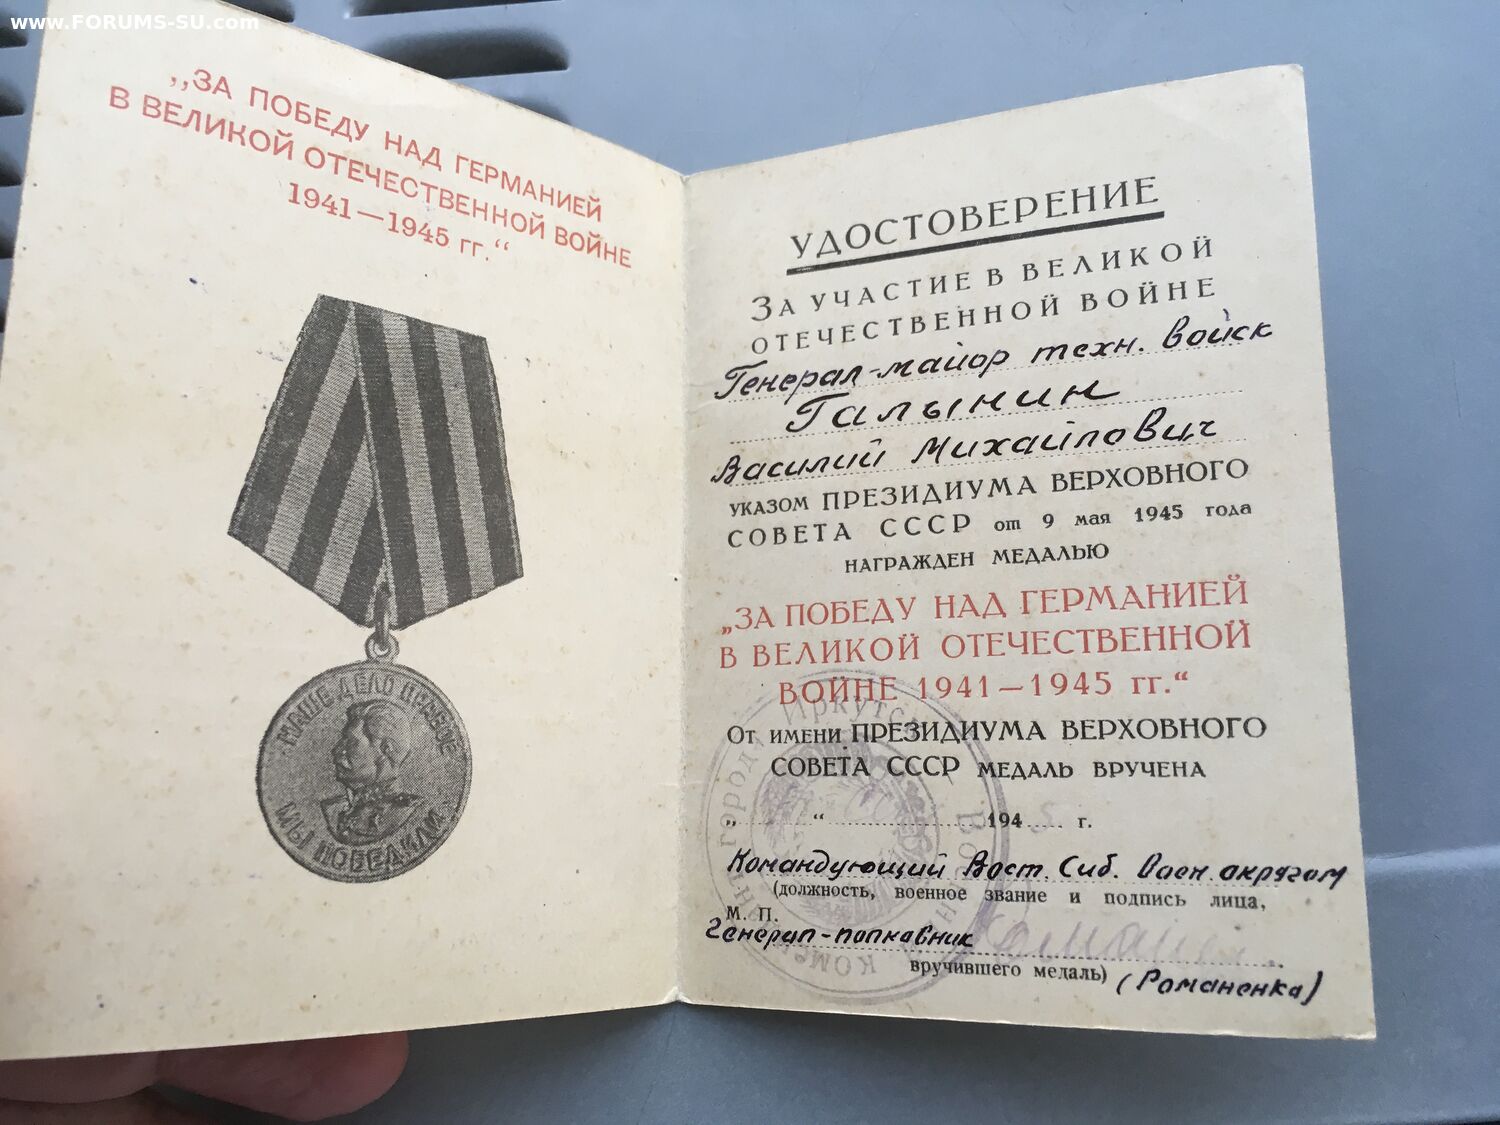 www.FORUMS-SU.com
„ЗА ПОБЕДУ НАД ГЕРМАНИЕЙ
В ВЕЛИКОЙ ОТЕЧЕСТВЕННОЙ ВОЙНЕ
1941—1945 гг.“
НАШЕ ДЕЛО ПРАВОЕ
МЫ ПОБЕДИЛИ
УДОСТОВЕРЕНИЕ
ЗА УЧАСТИЕ В ВЕЛИКОЙ
ОТЕЧЕСТВЕННОЙ ВОЙНЕ
Генерал-майор техн. войск
Галынин
Василий Михайлович
УКАЗОМ ПРЕЗИДИУМА ВЕРХОВНОГО
СОВЕТА СССР от 9 мая 1945 года
НАГРАЖДЕН МЕДАЛЬЮ
„ЗА ПОБЕДУ НАД ГЕРМАНИЕЙ
В ВЕЛИКОЙ ОТЕЧЕСТВЕННОЙ
ВОЙНЕ 1941—1945 гг.“
ОТ ИМЕНИ ПРЕЗИДИУМА ВЕРХОВНОГО
СОВЕТА СССР МЕДАЛЬ ВРУЧЕНА
„ “ 194 5 г.
Командующий Вост. Сиб. Воен. акругом
(должность, военное звание и подпись лица,
М. П.
Генерал-полковник
вручившего медаль) (Романенко)
города Иркутск